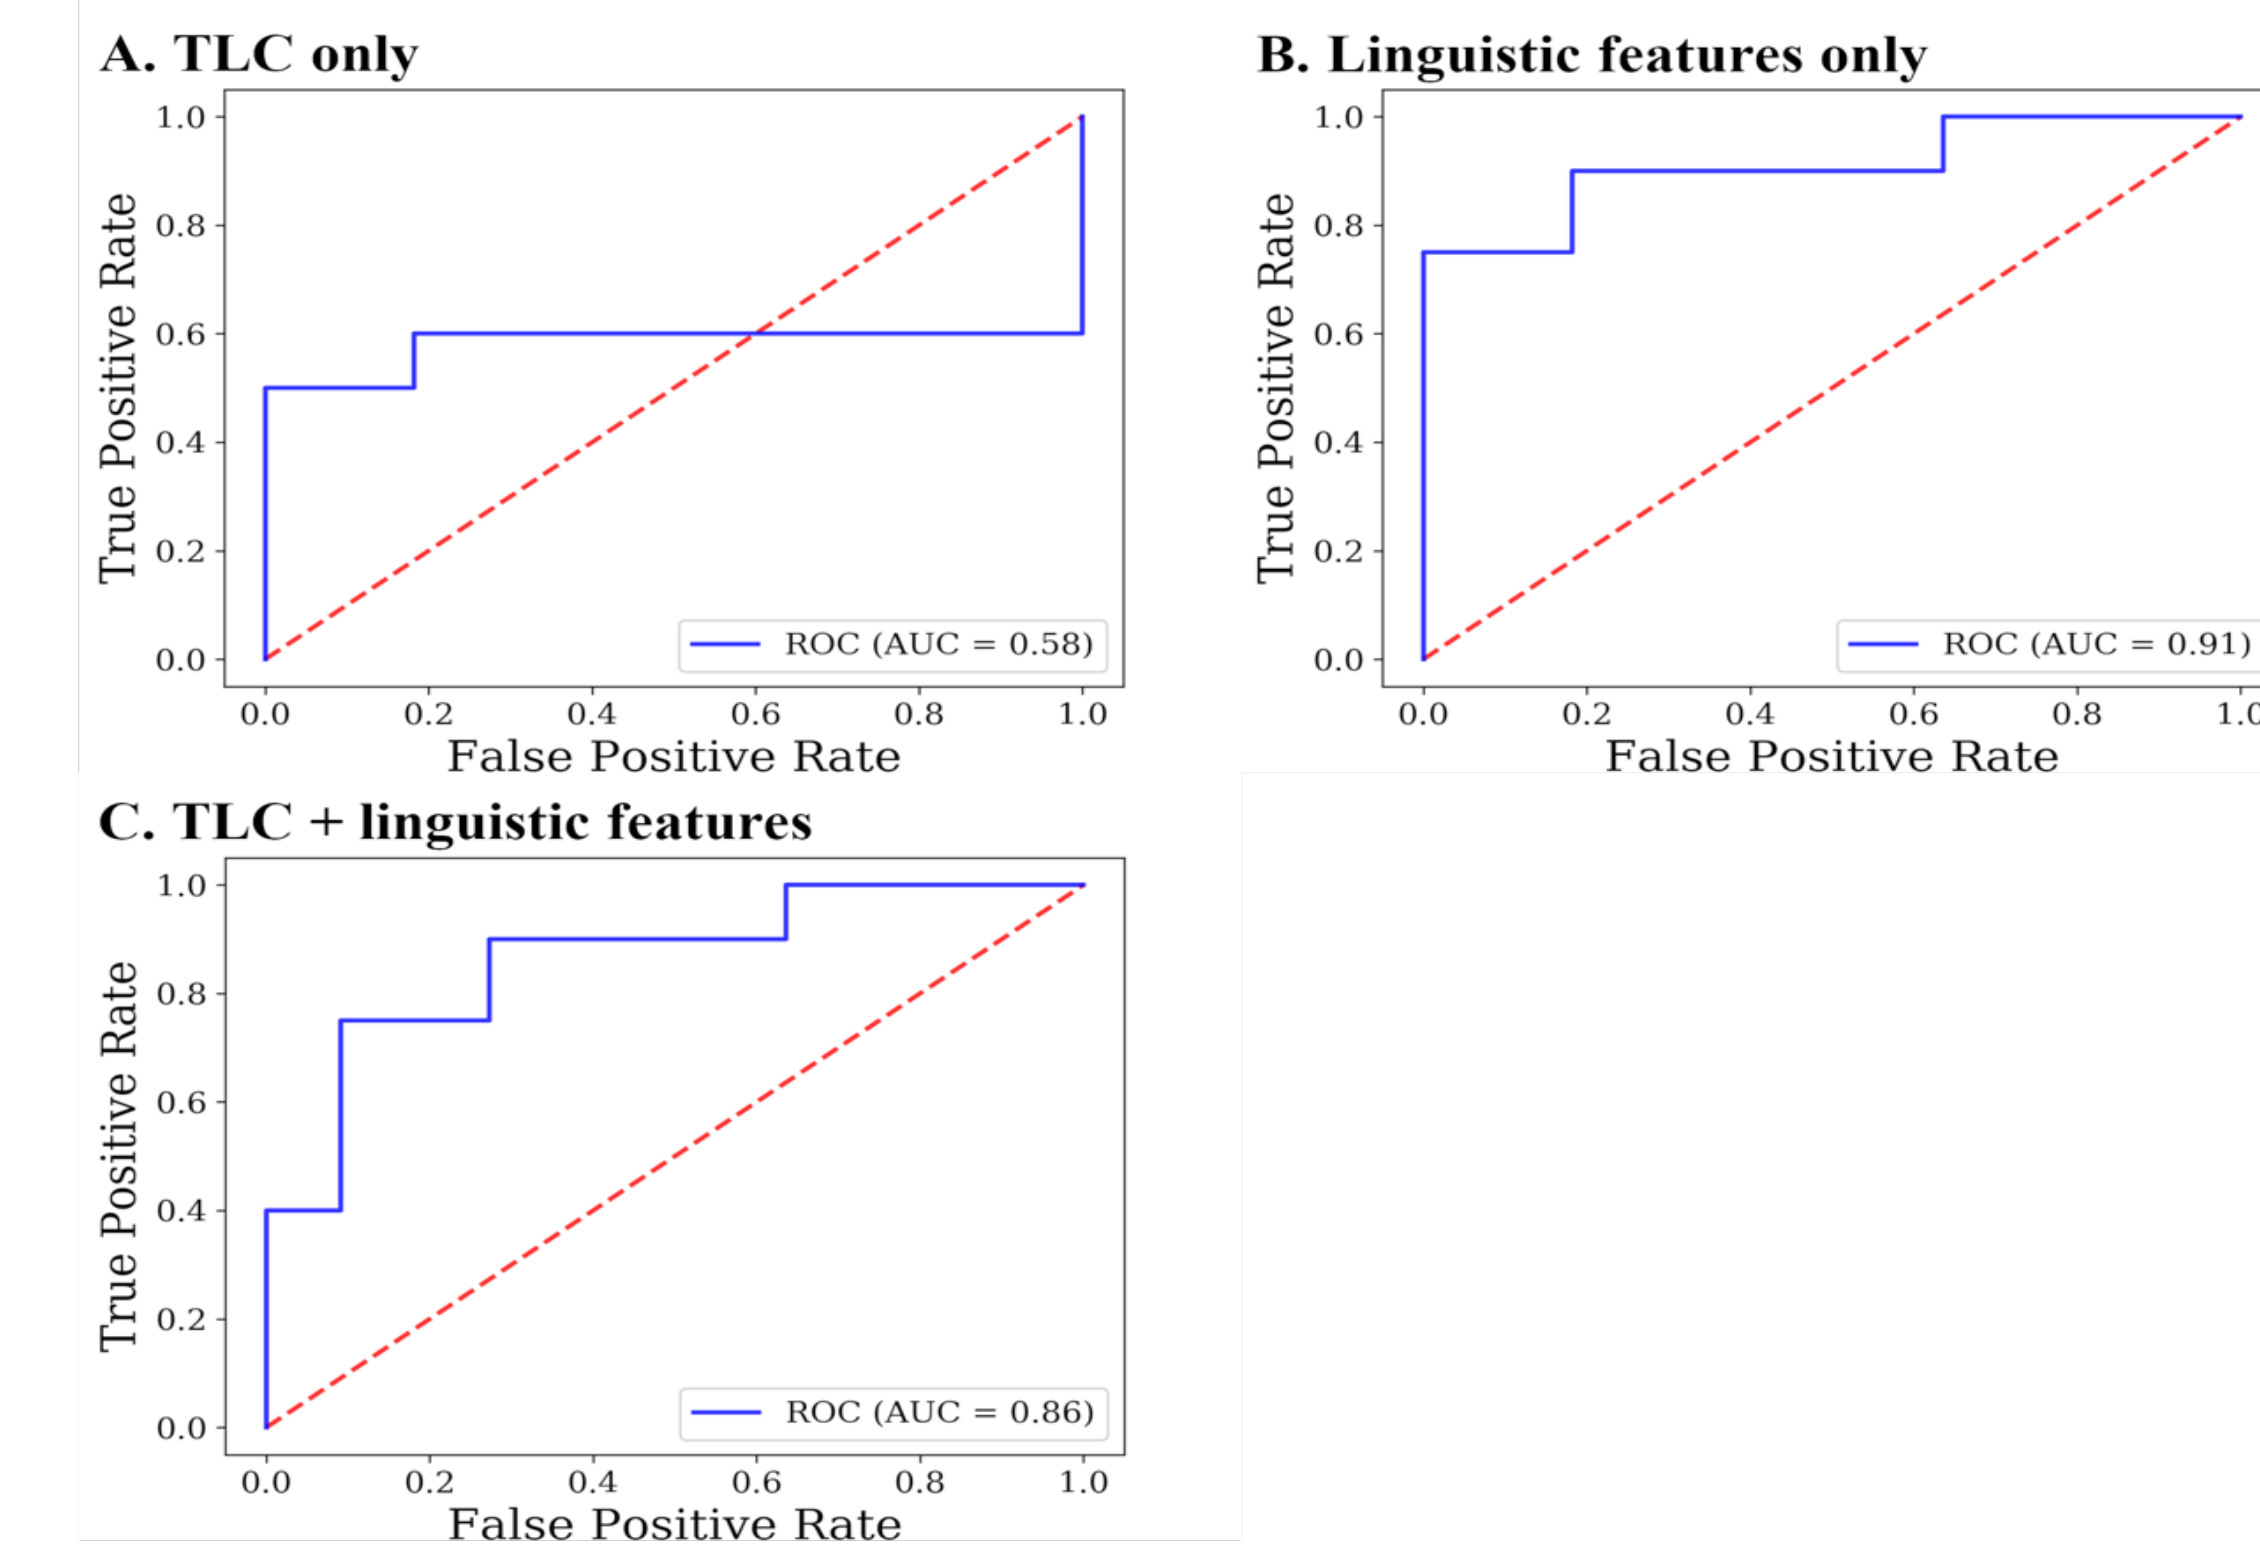 A. TLC only
True Positive Rate
1.0
0.8
0.6
0.4
0.2
0.0
ROC (AUC = 0.58)
0.0 0.2 0.4 0.6 0.8 1.0
False Positive Rate
B. Linguistic features only
True Positive Rate
1.0
0.8
0.6
0.4
0.2
0.0
ROC (AUC = 0.91)
0.0 0.2 0.4 0.6 0.8 1.0
False Positive Rate
C. TLC + linguistic features
True Positive Rate
1.0
0.8
0.6
0.4
0.2
0.0
ROC (AUC = 0.86)
0.0 0.2 0.4 0.6 0.8 1.0
False Positive Rate